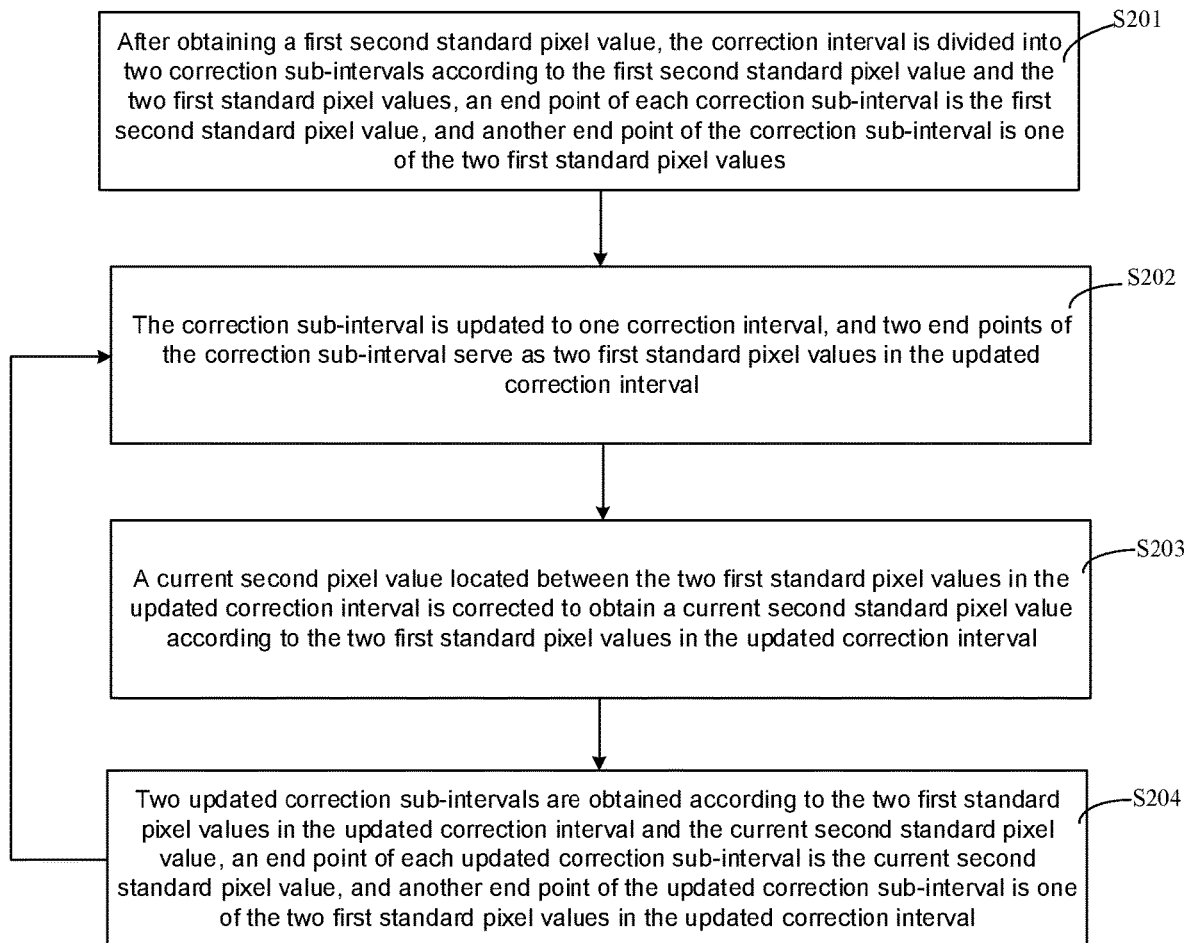 S201
After obtaining a first second standard pixel value, the correction interval is divided into
two correction sub-intervals according to the first second standard pixel value and the
two first standard pixel values, an end point of each correction sub-interval is the first
second standard pixel value, and another end point of the correction sub-interval is one
of the two first standard pixel values
S202
The correction sub-interval is updated to one correction interval, and two end points of
the correction sub-interval serve as two first standard pixel values in the updated
correction interval
S203
A current second pixel value located between the two first standard pixel values in the
updated correction interval is corrected to obtain a current second standard pixel value
according to the two first standard pixel values in the updated correction interval
S204
Two updated correction sub-intervals are obtained according to the two first standard
pixel values in the updated correction interval and the current second standard pixel
value, an end point of each updated correction sub-interval is the current second
standard pixel value, and another end point of the updated correction sub-interval is one
of the two first standard pixel values in the updated correction interval